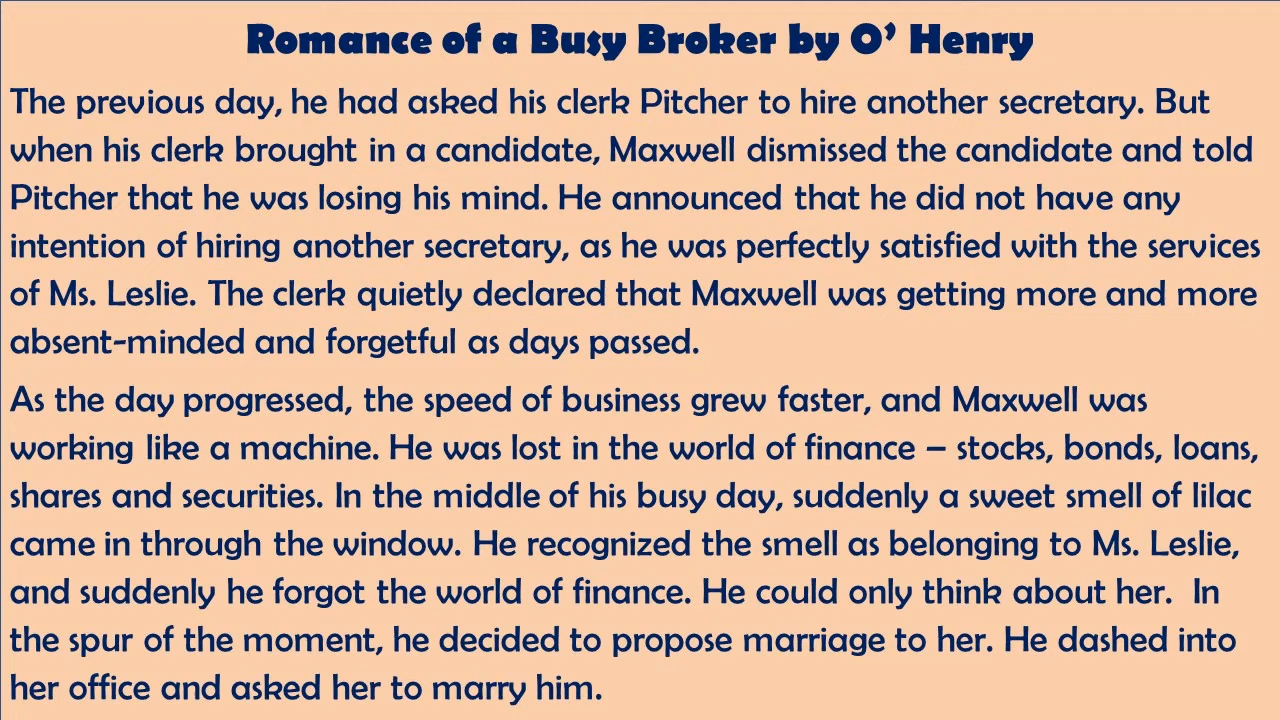 Romance of a Busy Broker by O’ Henry
The previous day, he had asked his clerk Pitcher to hire another secretary. But
when his clerk brought in a candidate, Maxwell dismissed the candidate and told
Pitcher that he was losing his mind. He announced that he did not have any
intention of hiring another secretary, as he was perfectly satisfied with the services
of Ms. Leslie. The clerk quietly declared that Maxwell was getting more and more
absent-minded and forgetful as days passed.
As the day progressed, the speed of business grew faster, and Maxwell was
working like a machine. He was lost in the world of finance – stocks, bonds, loans,
shares and securities. In the middle of his busy day, suddenly a sweet smell of lilac
came in through the window. He recognized the smell as belonging to Ms. Leslie,
and suddenly he forgot the world of finance. He could only think about her. In
the spur of the moment, he decided to propose marriage to her. He dashed into
her office and asked her to marry him.